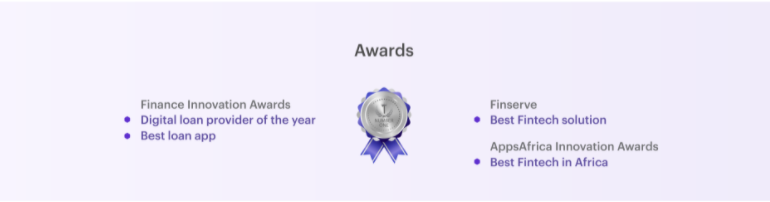 Awards
Finance Innovation Awards
Digital loan provider of the year
Best loan app
Finserve
Best Fintech solution
AppsAfrica Innovation Awards
Best Fintech in Africa